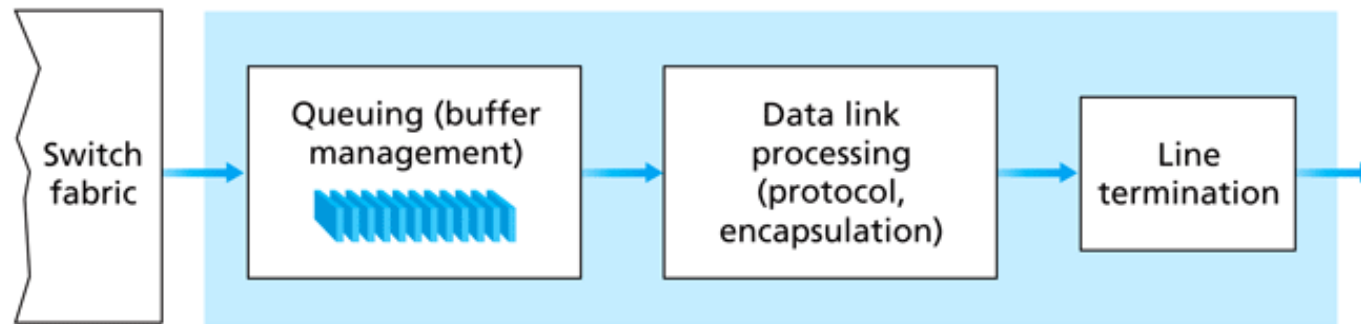 Switch
fabric
Queuing (buffer
management)
Data link
processing
(protocol,
encapsulation)
Line
termination